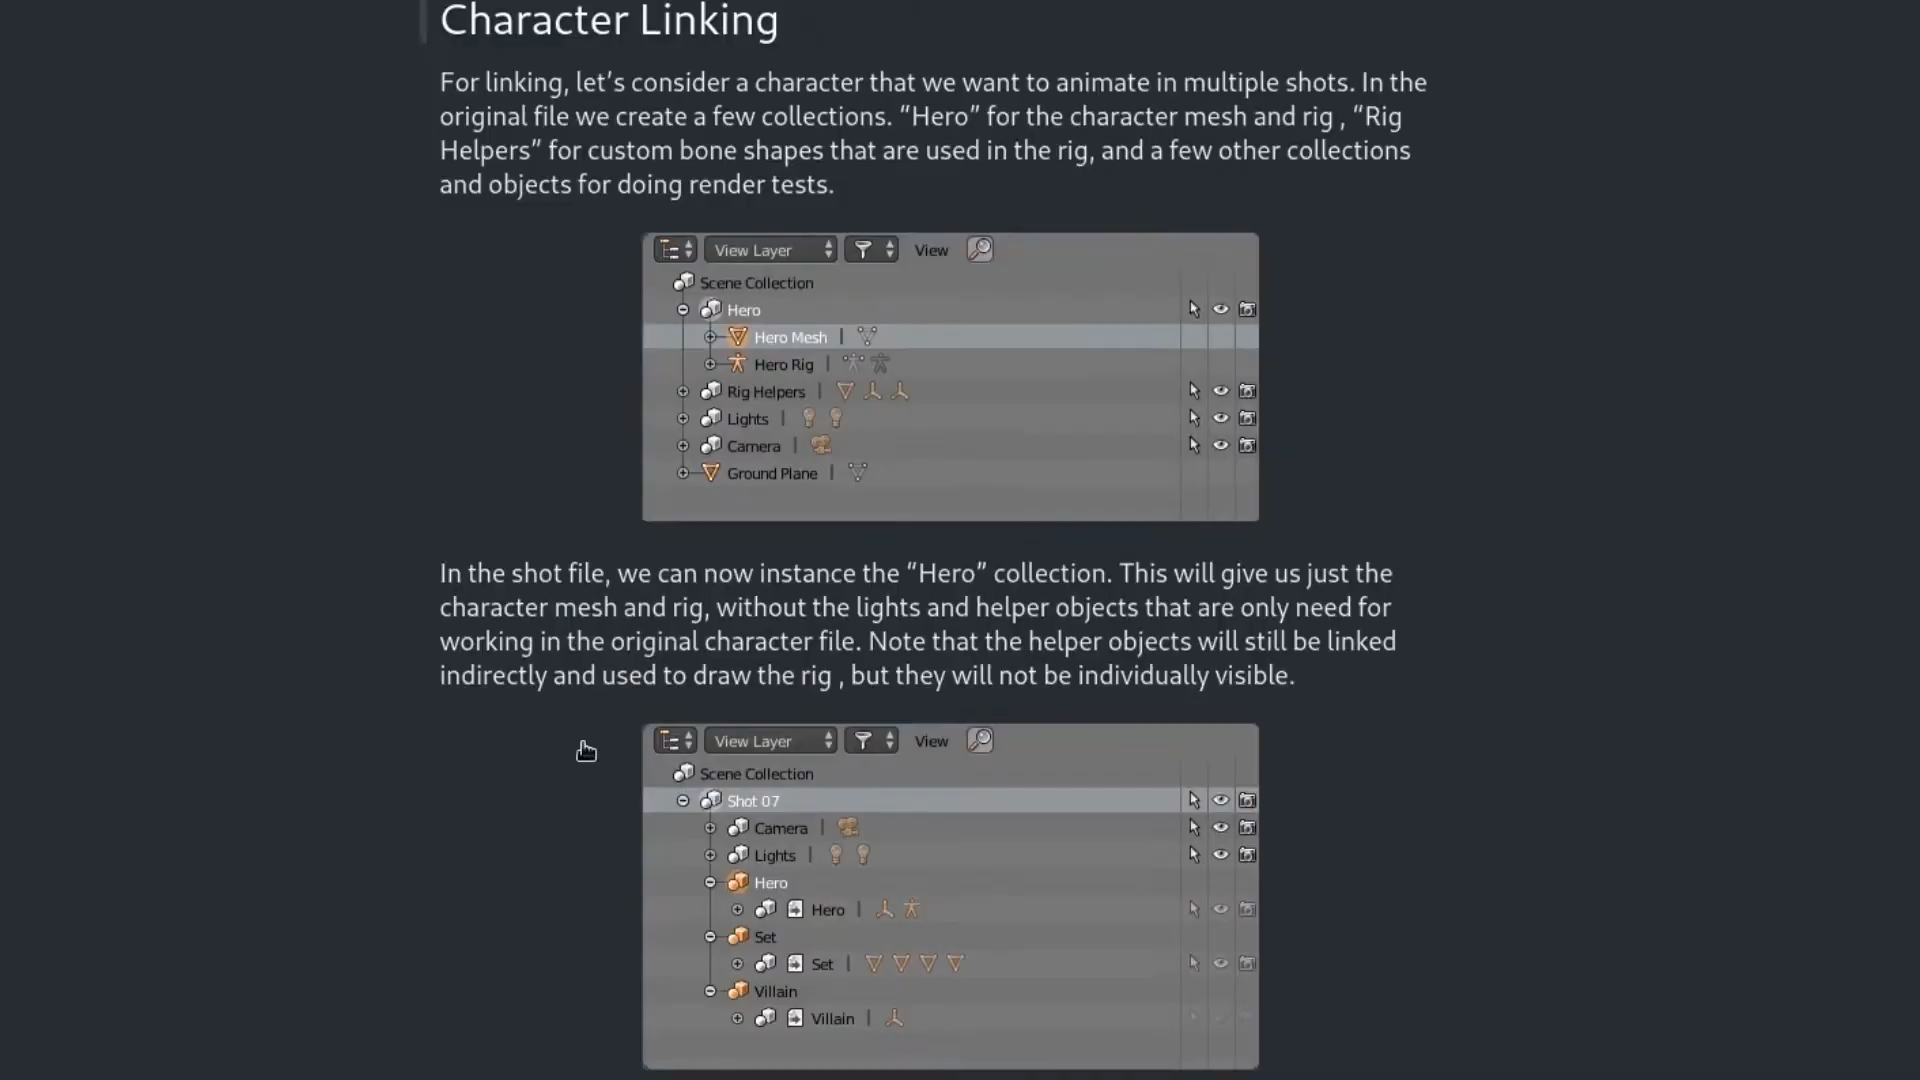 Character Linking
For linking, let’s consider a character that we want to animate in multiple shots. In the
original file we create a few collections. “Hero” for the character mesh and rig , “Rig
Helpers” for custom bone shapes that are used in the rig, and a few other collections
and objects for doing render tests.
View Layer View
Scene Collection
Hero
Hero Mesh
Hero Rig
Rig Helpers
Lights
Camera
Ground Plane
In the shot file, we can now instance the “Hero” collection. This will give us just the
character mesh and rig, without the lights and helper objects that are only need for
working in the original character file. Note that the helper objects will still be linked
indirectly and used to draw the rig , but they will not be individually visible.
View Layer View
Scene Collection
Shot 07
Camera
Lights
Hero
Hero
Set
Set
Villain
Villain